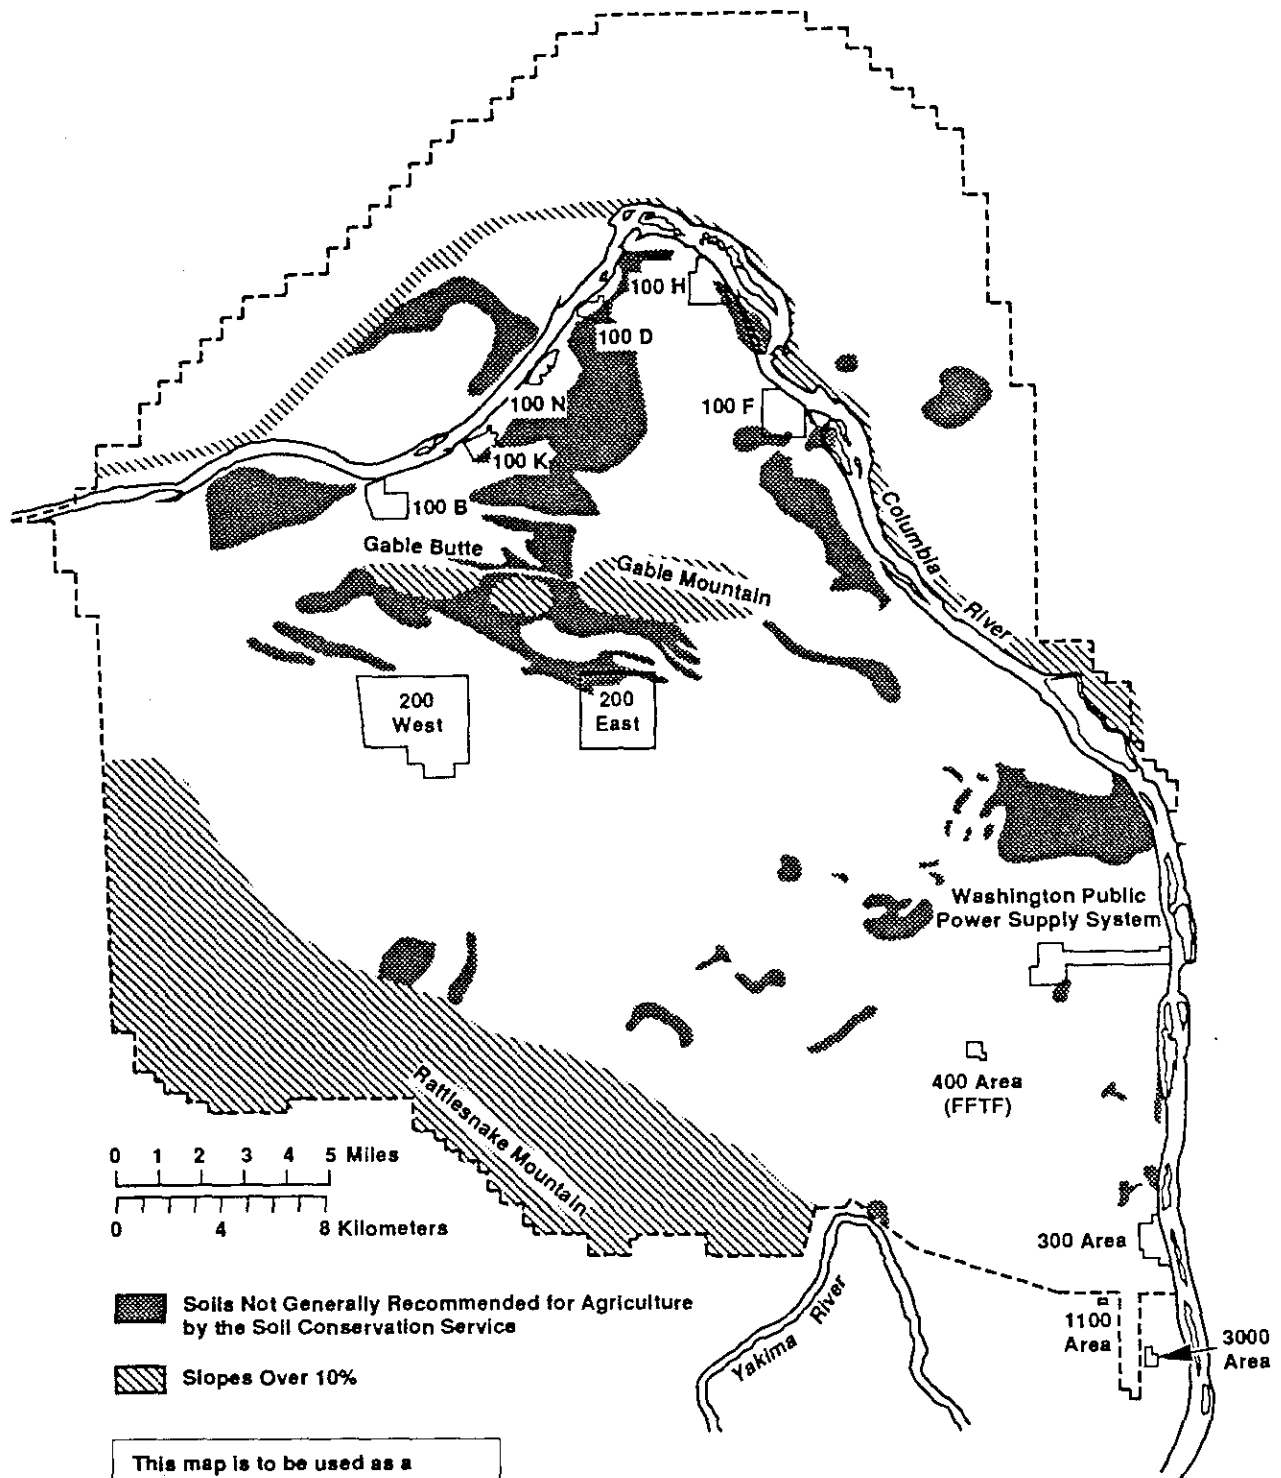 100 H
100 D
100 N
100 F
100 K
100 B
Columbia
River
Gable Butte
Gable Mountain
200
West
200
East
Washington Public
Power Supply System
400 Area
(FFTF)
Rattlesnake Mountain
0 1 2 3 4 5 Miles
0 4 8 Kilometers
300 Area
1100
Area
3000
Area
Yakima
River
Soils Not Generally Recommended for Agriculture
by the Soil Conservation Service
Slopes Over 10%
This map is to be used as a